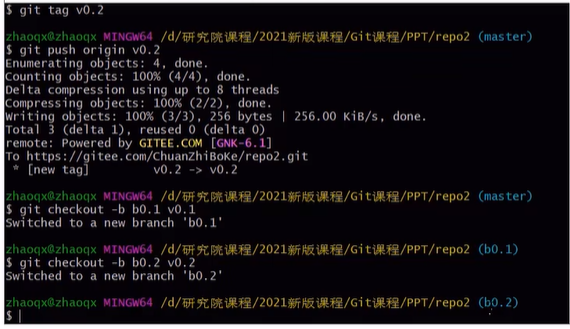 $ git tag v0.2
zhaoqx@zhaoqx MINGW64 /d/研究院课程/2021新版课程/Git课程/PPT/repo2 (master)
$ git push origin v0.2
Enumerating objects: 4, done.
Counting objects: 100% (4/4), done.
Delta compression using up to 8 threads
Compressing objects: 100% (2/2), done.
Writing objects: 100% (3/3), 256 bytes | 256.00 KiB/s, done.
Total 3 (delta 1), reused 0 (delta 0)
remote: Powered by GITEE.COM [GNK-6.1]
To https://gitee.com/ChuanZhiBoKe/repo2.git
 * [new tag]         v0.2 -> v0.2
zhaoqx@zhaoqx MINGW64 /d/研究院课程/2021新版课程/Git课程/PPT/repo2 (master)
$ git checkout -b b0.1 v0.1
Switched to a new branch 'b0.1'
zhaoqx@zhaoqx MINGW64 /d/研究院课程/2021新版课程/Git课程/PPT/repo2 (b0.1)
$ git checkout -b b0.2 v0.2
Switched to a new branch 'b0.2'
zhaoqx@zhaoqx MINGW64 /d/研究院课程/2021新版课程/Git课程/PPT/repo2 (b0.2)
$